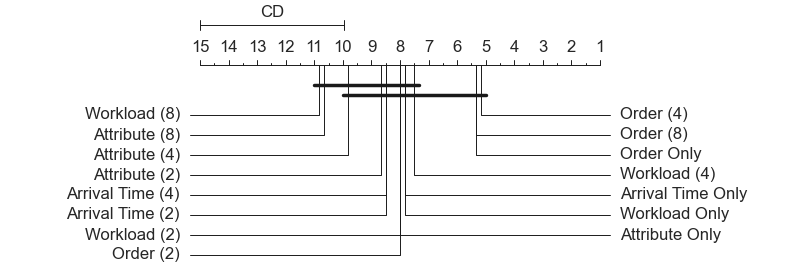 CD
15 14 13 12 11 10 9 8 7 6 5 4 3 2 1
Workload (8) Order (4)
Attribute (8) Order (8)
Attribute (4) Order Only
Attribute (2) Workload (4)
Arrival Time (4) Arrival Time Only
Arrival Time (2) Workload Only
Workload (2) Attribute Only
Order (2)